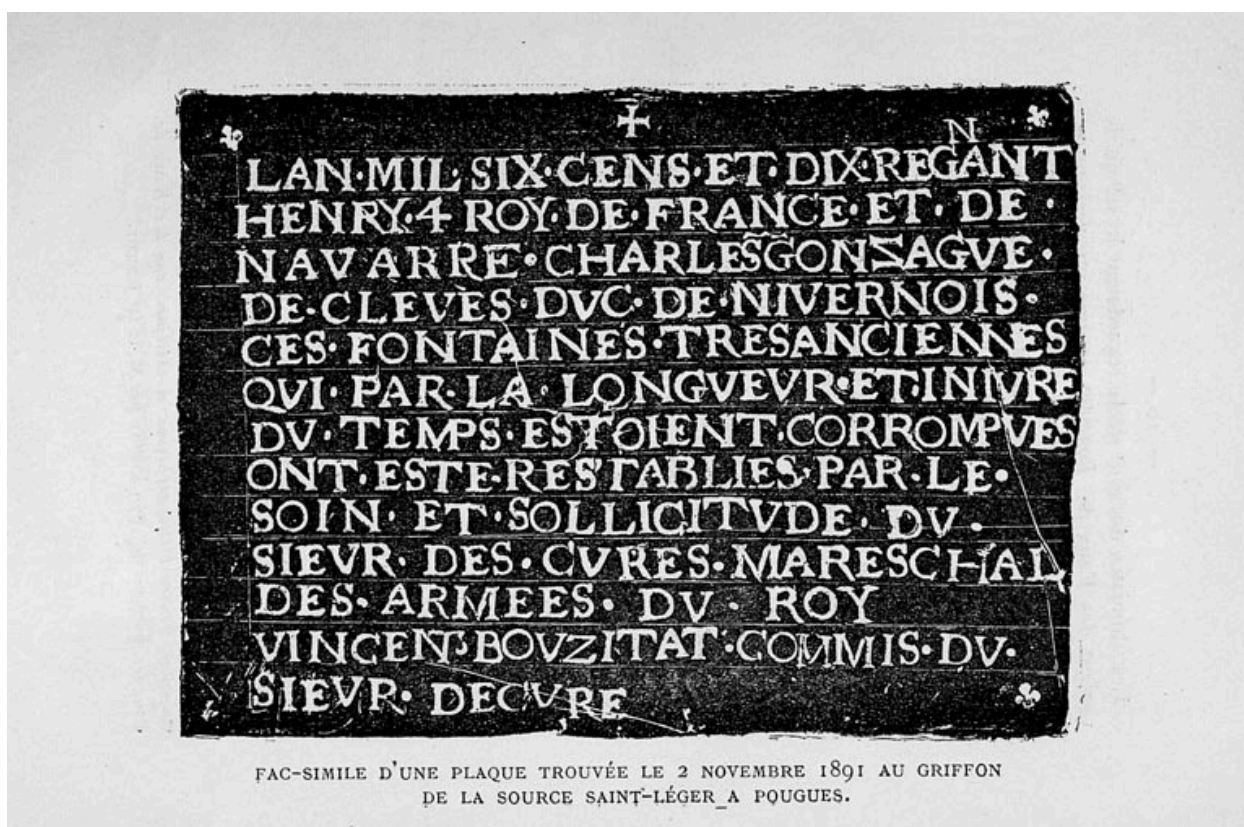 LAN·MIL·SIX·CENS·ET·DIX·REGNANT
HENRY·4 ROY·DE·FRANCE·ET·DE·
NAVARRE·CHARLES GONZAGVE·
DE·CLEVES·DVC·DE·NIVERNOIS·
CES·FONTAINES·TRESANCIENNES
QVI·PAR·LA·LONGVEVR·ET·INIVRE
DV·TEMPS·ESTOIENT·CORROMPVES
ONT·ESTE·RESTABLIES·PAR·LE·
SOIN·ET·SOLLICITVDE·DV·
SIEVR·DES·CVRES·MARESCHAL
DES·ARMEES·DV·ROY
VINCENT·BOVZITAT·COMMIS·DV·
SIEVR·DECVRE
FAC-SIMILE D'UNE PLAQUE TROUVÉE LE 2 NOVEMBRE 1891 AU GRIFFON
DE LA SOURCE SAINT-LÉGER A POUGUES.